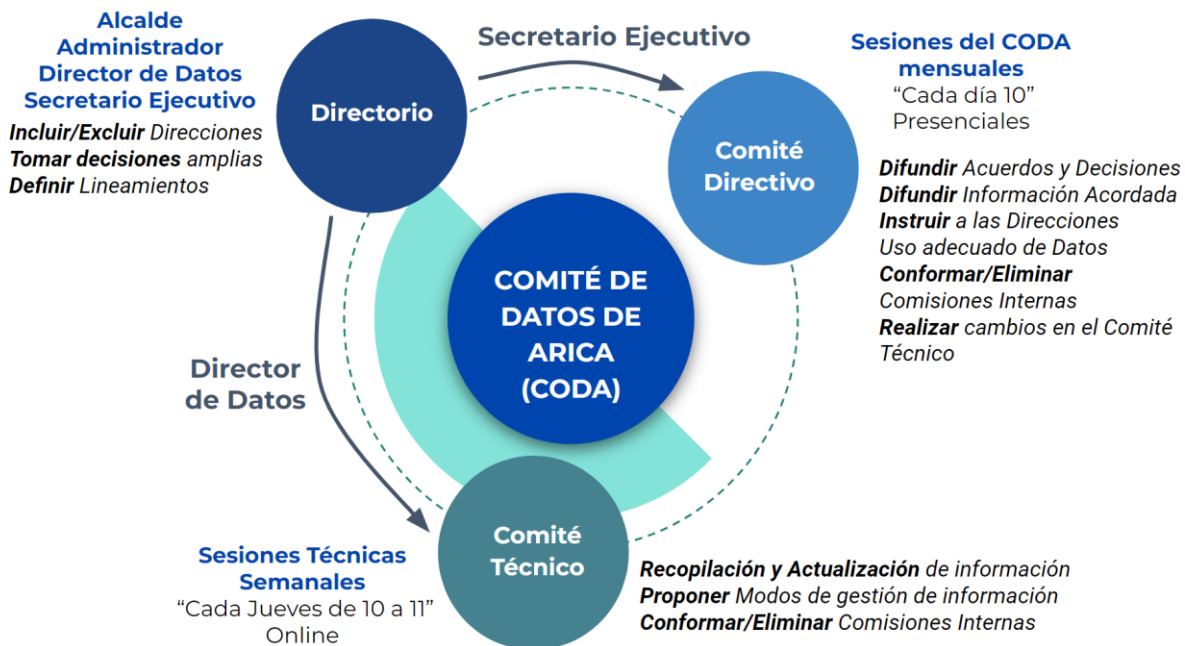 Alcalde
Administrador
Director de Datos
Secretario Ejecutivo
Incluir/Excluir Direcciones
Tomar decisiones amplias
Definir Lineamientos
Directorio
Secretario Ejecutivo
Comité
Directivo
Sesiones del CODA
mensuales
“Cada día 10”
Presenciales
Difundir Acuerdos y Decisiones
Difundir Información Acordada
Instruir a las Direcciones
Uso adecuado de Datos
Conformar/Eliminar
Comisiones Internas
Realizar cambios en el Comité
Técnico
COMITÉ DE
DATOS DE
ARICA
(CODA)
Director
de Datos
Comité
Técnico
Sesiones Técnicas
Semanales
“Cada Jueves de 10 a 11”
Online
Recopilación y Actualización de información
Proponer Modos de gestión de información
Conformar/Eliminar Comisiones Internas